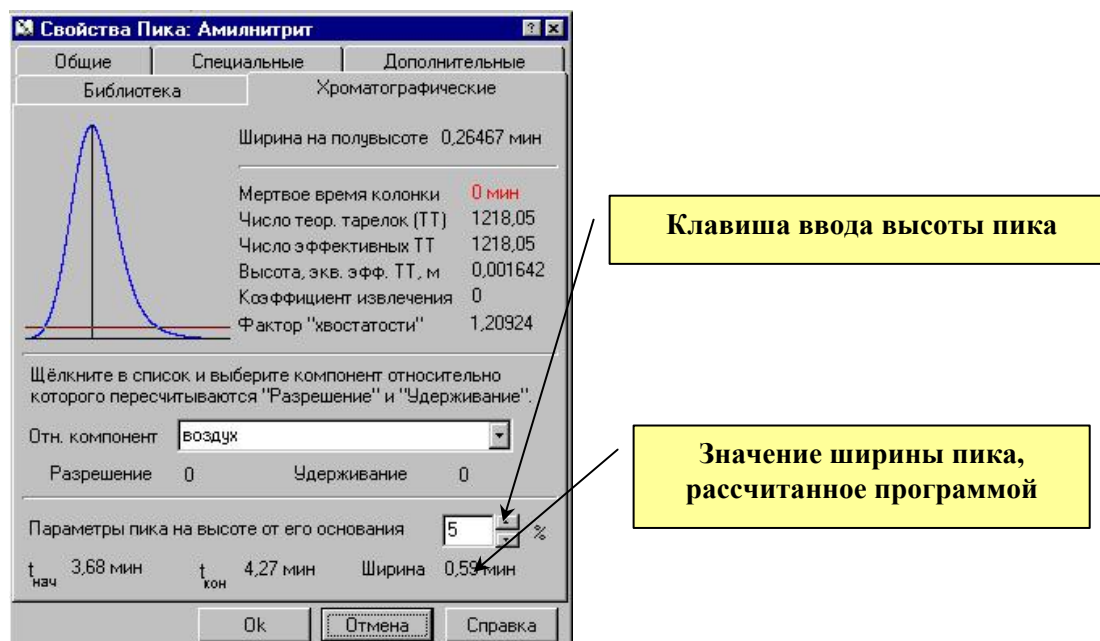 Свойства Пика: Амилнитрит
Общие Специальные Дополнительные
Библиотека Хроматографические
Ширина на полувысоте 0,26467 мин
Мертвое время колонки 0 мин
Число теор. тарелок (ТТ) 1218,05
Число эффективных ТТ 1218,05
Высота, экв. эфф. ТТ, м 0,001642
Коэффициент извлечения 0
Фактор "хвостатости" 1,20924
Щёлкните в список и выберите компонент относительно
которого пересчитываются "Разрешение" и "Удерживание".
Отн. компонент воздух
Разрешение 0 Удерживание 0
Параметры пика на высоте от его основания 5 %
tнач 3,68 мин tкон 4,27 мин Ширина 0,59 мин
Ok Отмена Справка
Клавиша ввода высоты пика
Значение ширины пика,
рассчитанное программой